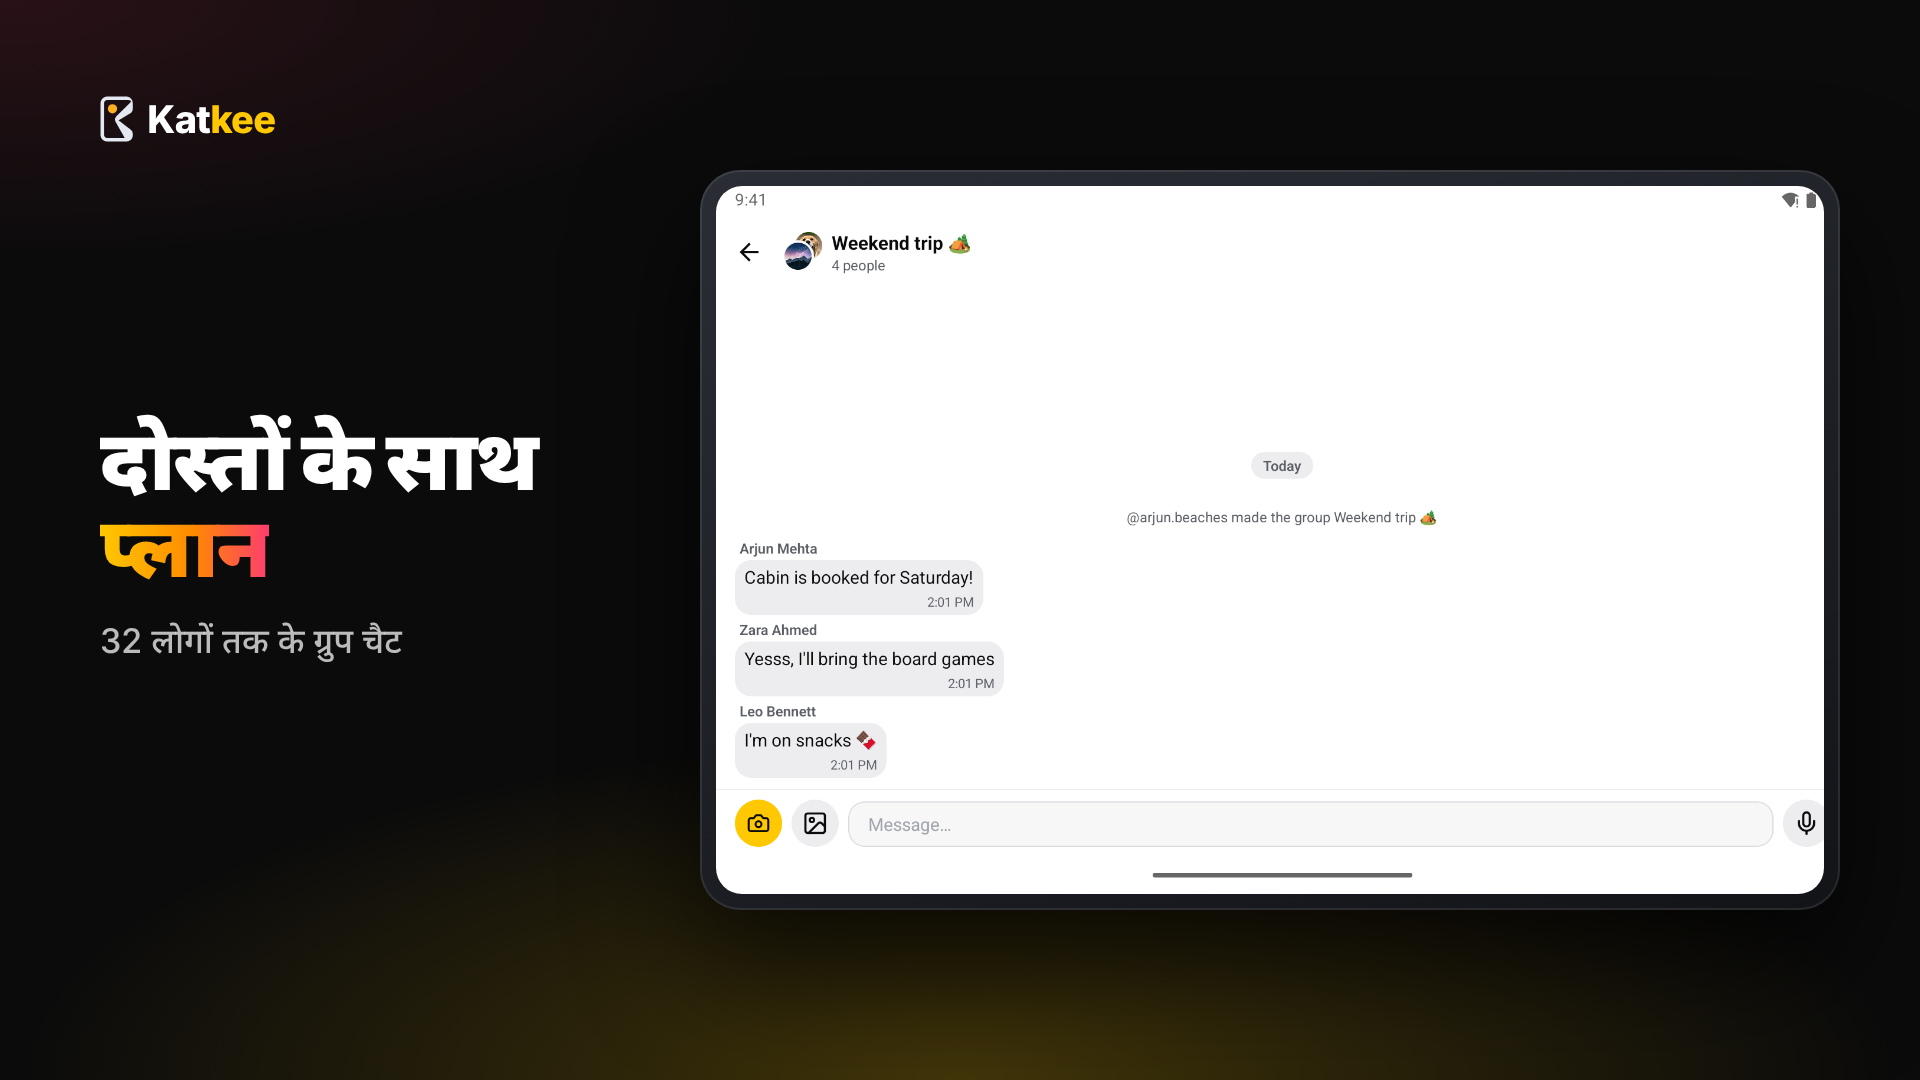 Katkee
दोस्तों के साथ
प्लान
32 लोगों तक के ग्रुप चैट
9:41
Weekend trip 🏕️
4 people
Today
@arjun.beaches made the group Weekend trip 🏕️
Arjun Mehta
Cabin is booked for Saturday!
2:01 PM
Zara Ahmed
Yesss, I'll bring the board games
2:01 PM
Leo Bennett
I'm on snacks 🍫
2:01 PM
Message...